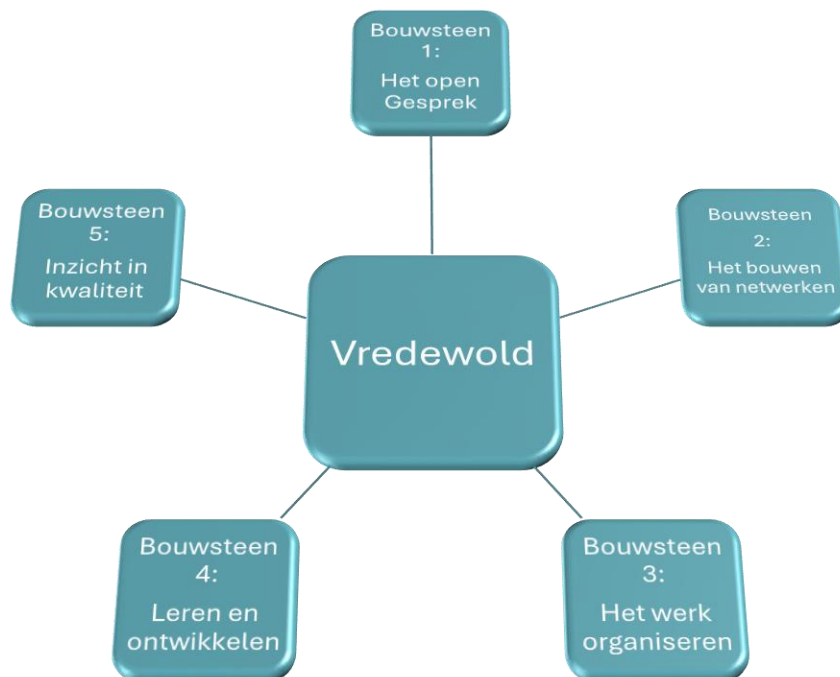 Bouwsteen
1:
Het open
Gesprek
Bouwsteen
2:
Het bouwen
van netwerken
Bouwsteen
3:
Het werk
organiseren
Bouwsteen
4:
Leren en
ontwikkelen
Bouwsteen
5:
Inzicht in
kwaliteit
Vredewold